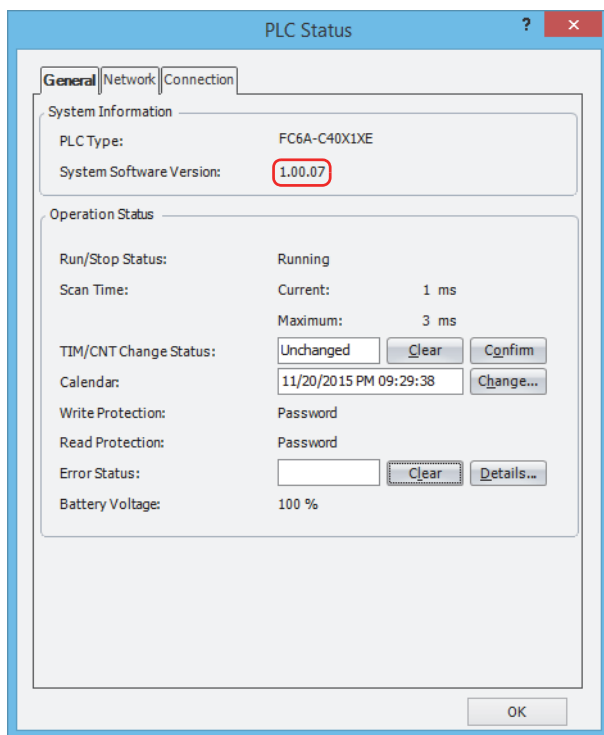 PLC Status ? ×
General Network Connection
System Information
PLC Type: FC6A-C40X1XE
System Software Version: 1.00.07
Operation Status
Run/Stop Status: Running
Scan Time: Current: 1 ms
Maximum: 3 ms
TIM/CNT Change Status: Unchanged Clear Confirm
Calendar: 11/20/2015 PM 09:29:38 Change...
Write Protection: Password
Read Protection: Password
Error Status: Clear Details...
Battery Voltage: 100 %
OK